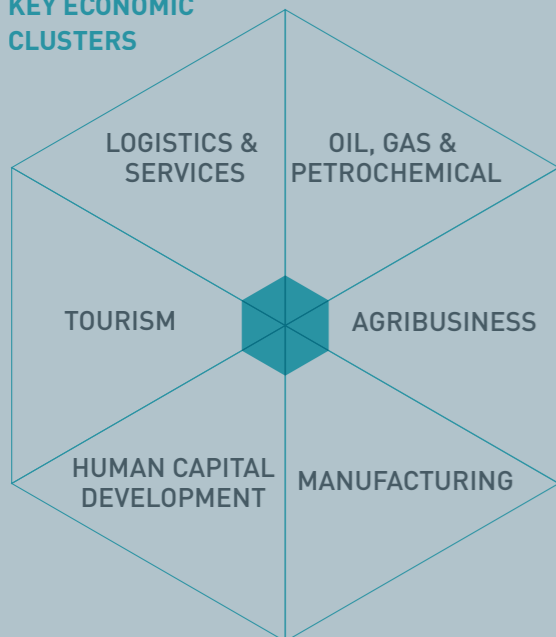 KEY ECONOMIC
CLUSTERS
LOGISTICS &
SERVICES
OIL, GAS &
PETROCHEMICAL
TOURISM
AGRIBUSINESS
HUMAN CAPITAL
DEVELOPMENT
MANUFACTURING